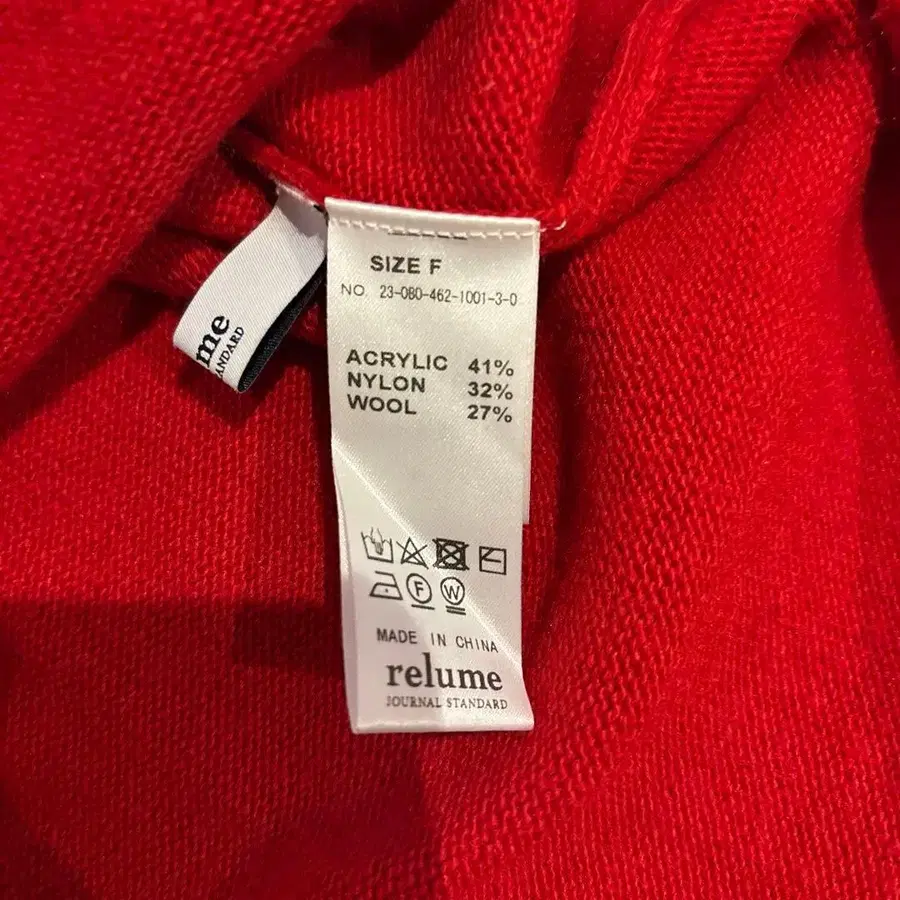 SIZE F
NO. 23-080-462-1001-3-0
ACRYLIC 41%
NYLON 32%
WOOL 27%
F W
MADE IN CHINA
relume
JOURNAL STANDARD
me
ANDARD